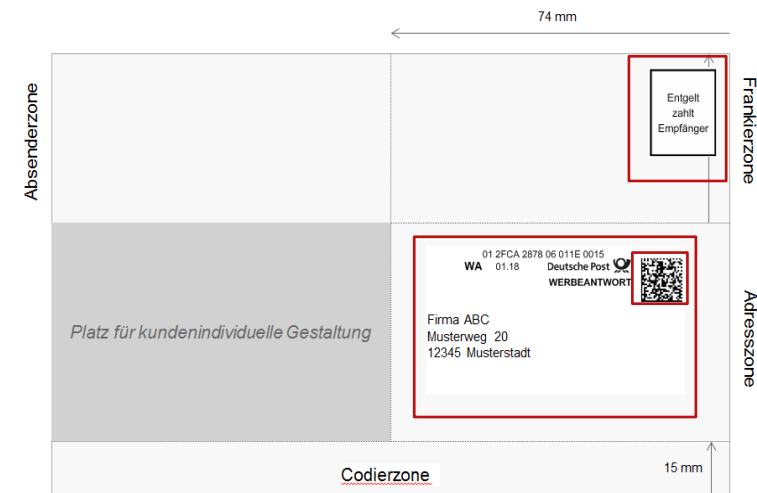 74 mm
Absenderzone
Entgelt
zahlt
Empfänger
Frankierzone
01 2FCA 2878 06 011E 0015
WA 01.18 Deutsche Post
WERBEANTWORT
Firma ABC
Musterweg 20
12345 Musterstadt
Platz für kundenindividuelle Gestaltung
Adresszone
Codierzone
15 mm